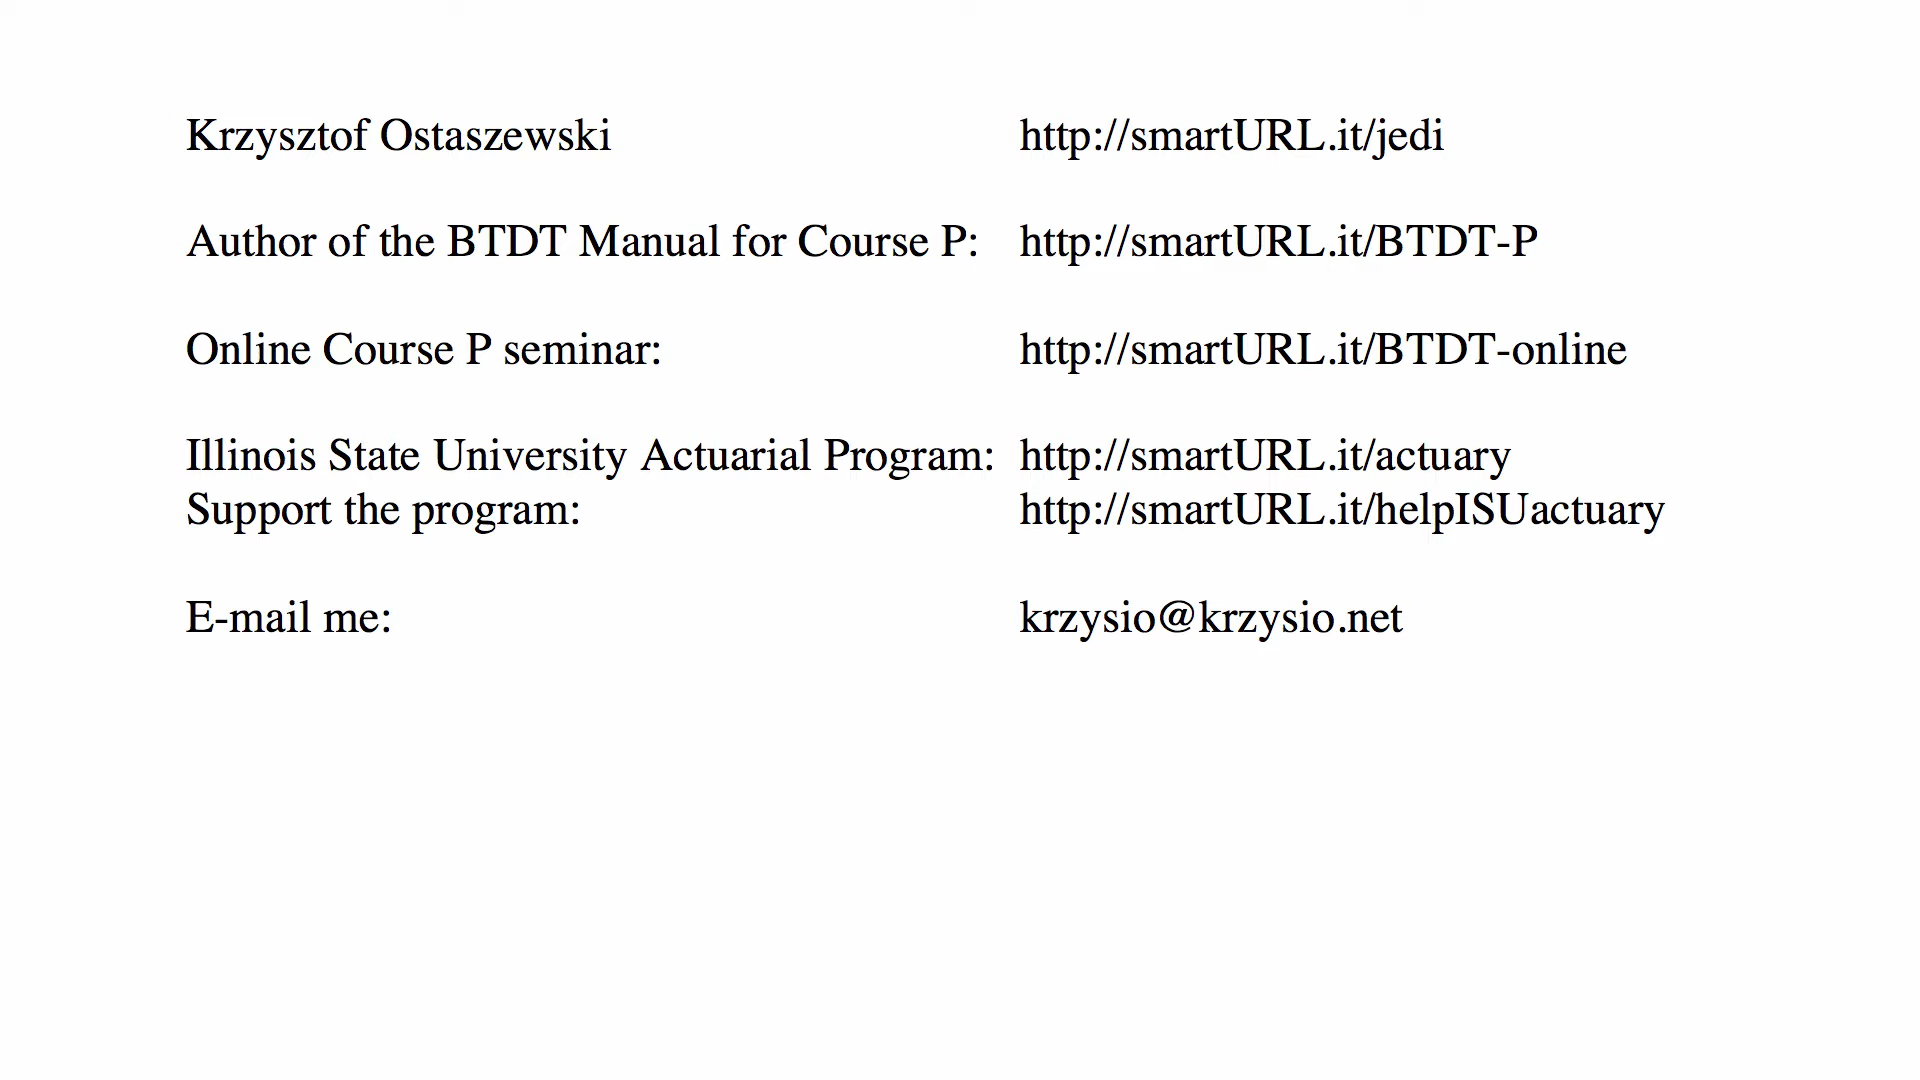 Krzysztof Ostaszewski http://smartURL.it/jedi
Author of the BTDT Manual for Course P: http://smartURL.it/BTDT-P
Online Course P seminar: http://smartURL.it/BTDT-online
Illinois State University Actuarial Program: http://smartURL.it/actuary
Support the program: http://smartURL.it/helpISUactuary
E-mail me: krzysio@krzysio.net